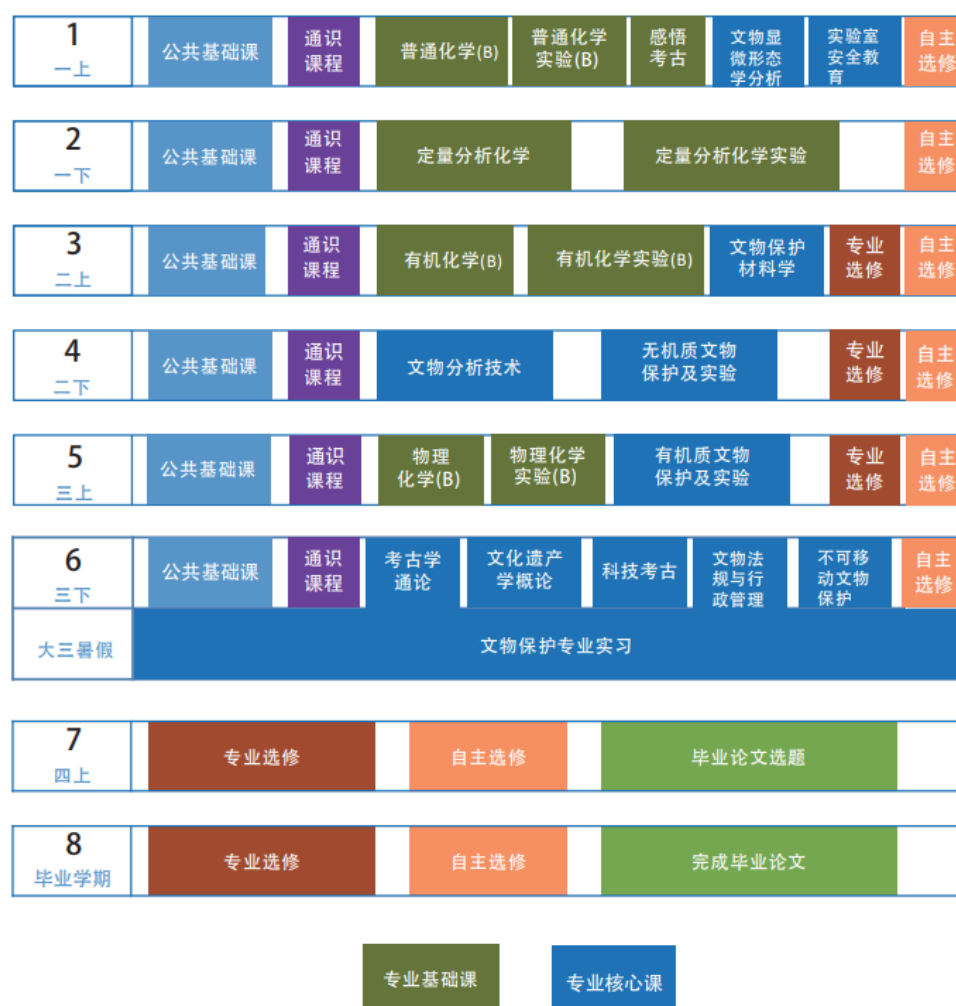 1
一上
公共基础课
通识
课程
普通化学(B)
普通化学
实验(B)
感悟
考古
文物显
微形态
学分析
实验室
安全教
育
自主
选修
2
一下
公共基础课
通识
课程
定量分析化学
定量分析化学实验
自主
选修
3
二上
公共基础课
通识
课程
有机化学(B)
有机化学实验(B)
文物保护
材料学
专业
选修
自主
选修
4
二下
公共基础课
通识
课程
文物分析技术
无机质文物
保护及实验
专业
选修
自主
选修
5
三上
公共基础课
通识
课程
物理
化学(B)
物理化学
实验(B)
有机质文物
保护及实验
专业
选修
自主
选修
6
三下
公共基础课
通识
课程
考古学
通论
文化遗产
学概论
科技考古
文物法
规与行
政管理
不可移
动文物
保护
自主
选修
大三暑假
文物保护专业实习
7
四上
专业选修
自主选修
毕业论文选题
8
毕业学期
专业选修
自主选修
完成毕业论文
专业基础课
专业核心课